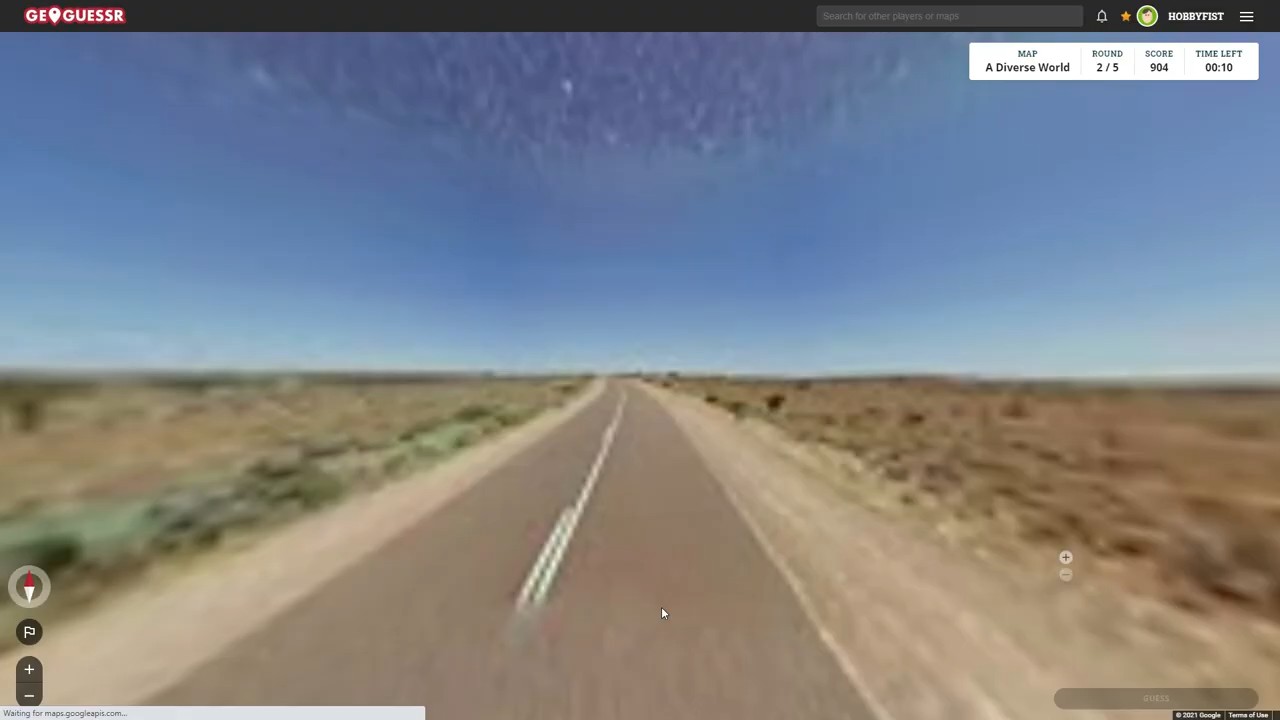 GEOGUESSR
Search for other players or maps
HOBBYFIST
MAP
A Diverse World
ROUND
2 / 5
SCORE
904
TIME LEFT
00:10
GUESS
Waiting for maps.googleapis.com...
© 2021 Google
Terms of Use